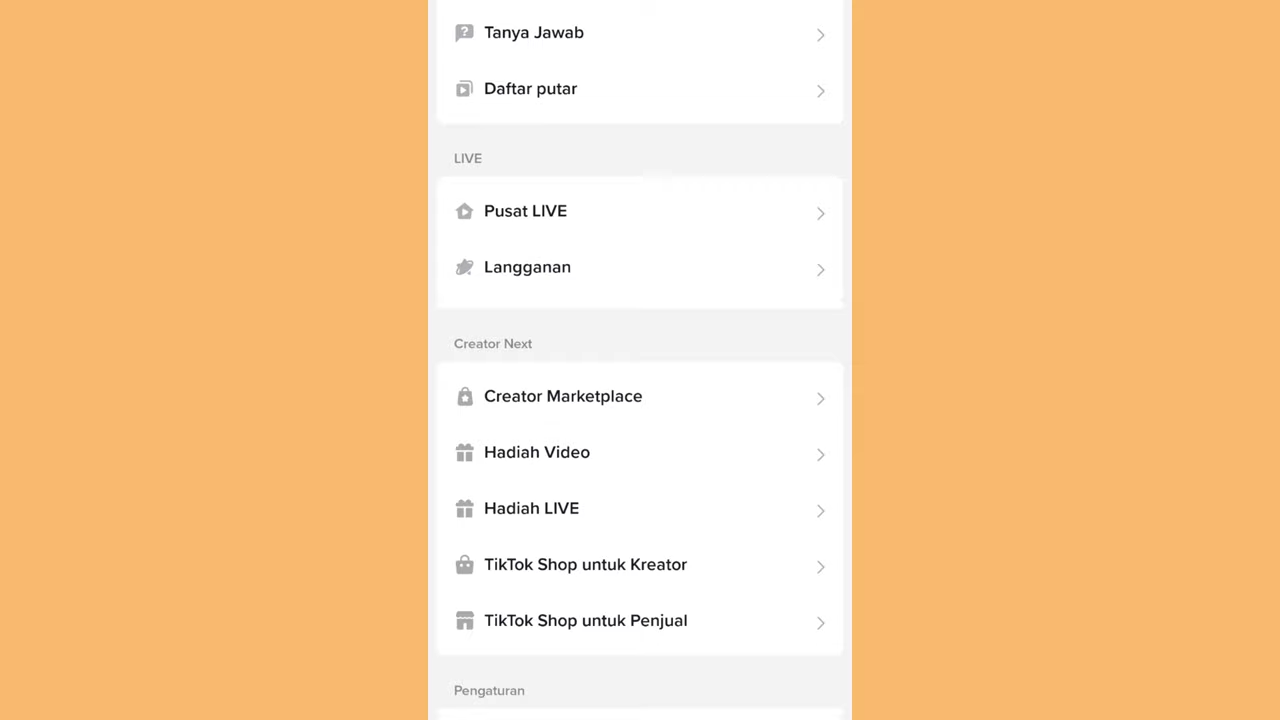 Tanya Jawab
Daftar putar
LIVE
Pusat LIVE
Langganan
Creator Next
Creator Marketplace
Hadiah Video
Hadiah LIVE
TikTok Shop untuk Kreator
TikTok Shop untuk Penjual
Pengaturan